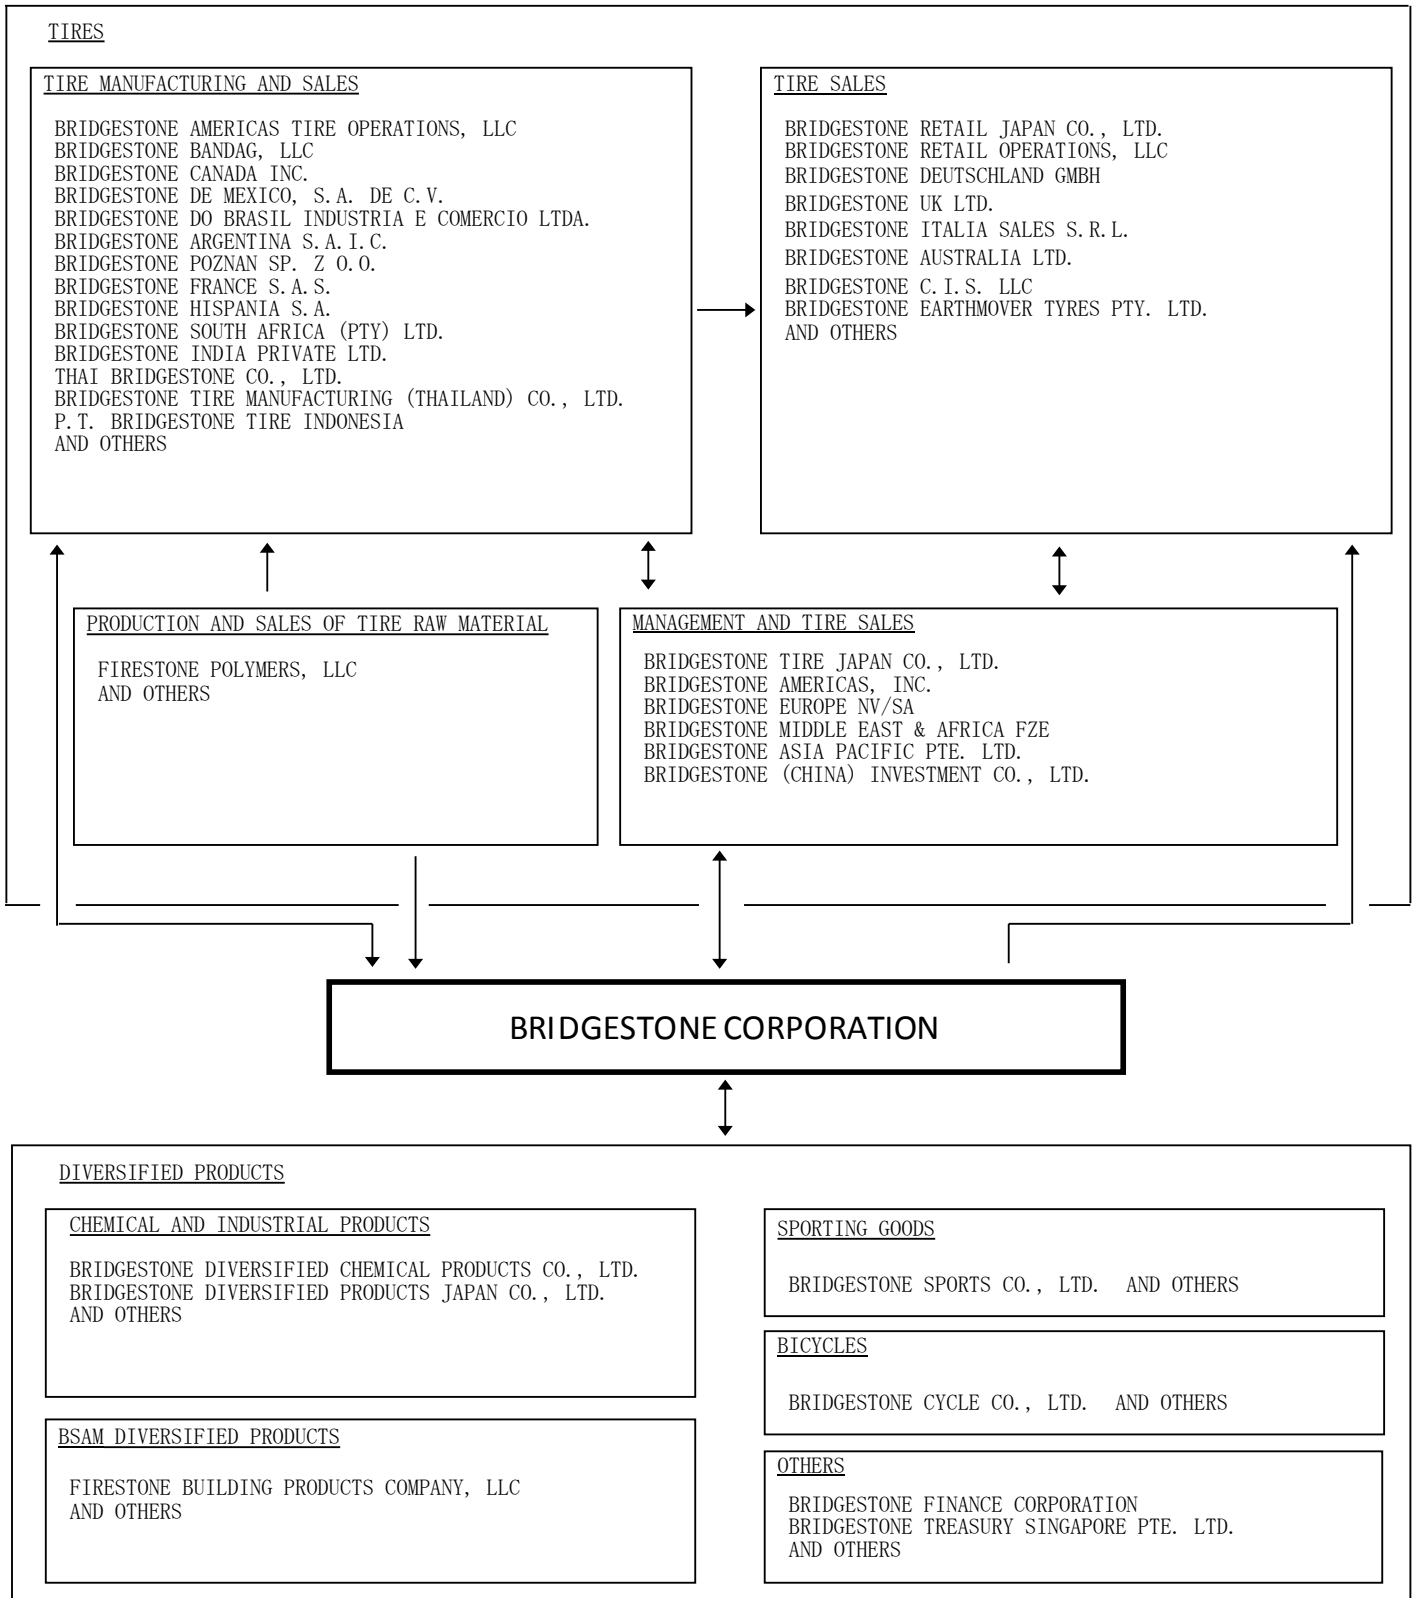 TIRES
TIRE MANUFACTURING AND SALES
BRIDGESTONE AMERICAS TIRE OPERATIONS, LLC
BRIDGESTONE BANDAG, LLC
BRIDGESTONE CANADA INC.
BRIDGESTONE DE MEXICO, S.A. DE C.V.
BRIDGESTONE DO BRASIL INDUSTRIA E COMERCIO LTDA.
BRIDGESTONE ARGENTINA S.A.I.C.
BRIDGESTONE POZNAN SP. Z O.O.
BRIDGESTONE FRANCE S.A.S.
BRIDGESTONE HISPANIA S.A.
BRIDGESTONE SOUTH AFRICA (PTY) LTD.
BRIDGESTONE INDIA PRIVATE LTD.
THAI BRIDGESTONE CO., LTD.
BRIDGESTONE TIRE MANUFACTURING (THAILAND) CO., LTD.
P.T. BRIDGESTONE TIRE INDONESIA
AND OTHERS
TIRE SALES
BRIDGESTONE RETAIL JAPAN CO., LTD.
BRIDGESTONE RETAIL OPERATIONS, LLC
BRIDGESTONE DEUTSCHLAND GMBH
BRIDGESTONE UK LTD.
BRIDGESTONE ITALIA SALES S.R.L.
BRIDGESTONE AUSTRALIA LTD.
BRIDGESTONE C.I.S. LLC
BRIDGESTONE EARTHMOVER TYRES PTY. LTD.
AND OTHERS
PRODUCTION AND SALES OF TIRE RAW MATERIAL
FIRESTONE POLYMERS, LLC
AND OTHERS
MANAGEMENT AND TIRE SALES
BRIDGESTONE TIRE JAPAN CO., LTD.
BRIDGESTONE AMERICAS, INC.
BRIDGESTONE EUROPE NV/SA
BRIDGESTONE MIDDLE EAST & AFRICA FZE
BRIDGESTONE ASIA PACIFIC PTE. LTD.
BRIDGESTONE (CHINA) INVESTMENT CO., LTD.
BRIDGESTONE CORPORATION
DIVERSIFIED PRODUCTS
CHEMICAL AND INDUSTRIAL PRODUCTS
BRIDGESTONE DIVERSIFIED CHEMICAL PRODUCTS CO., LTD.
BRIDGESTONE DIVERSIFIED PRODUCTS JAPAN CO., LTD.
AND OTHERS
BSAM DIVERSIFIED PRODUCTS
FIRESTONE BUILDING PRODUCTS COMPANY, LLC
AND OTHERS
SPORTING GOODS
BRIDGESTONE SPORTS CO., LTD. AND OTHERS
BICYCLES
BRIDGESTONE CYCLE CO., LTD. AND OTHERS
OTHERS
BRIDGESTONE FINANCE CORPORATION
BRIDGESTONE TREASURY SINGAPORE PTE. LTD.
AND OTHERS